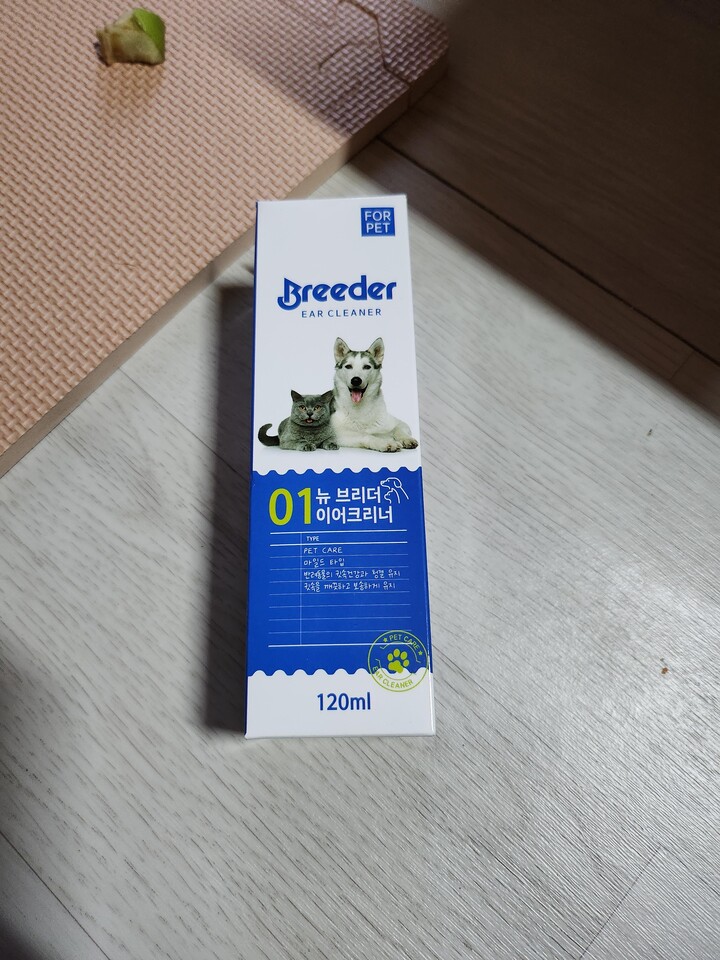 FOR
PET
Breeder
EAR CLEANER
01 뉴 브리더
이어크리너
TYPE
PET CARE
마일드 타입
반려동물의 귓속건강과 청결 유지
귓속을 깨끗하고 보송하게 유지
PET CARE
EAR CLEANER
120ml